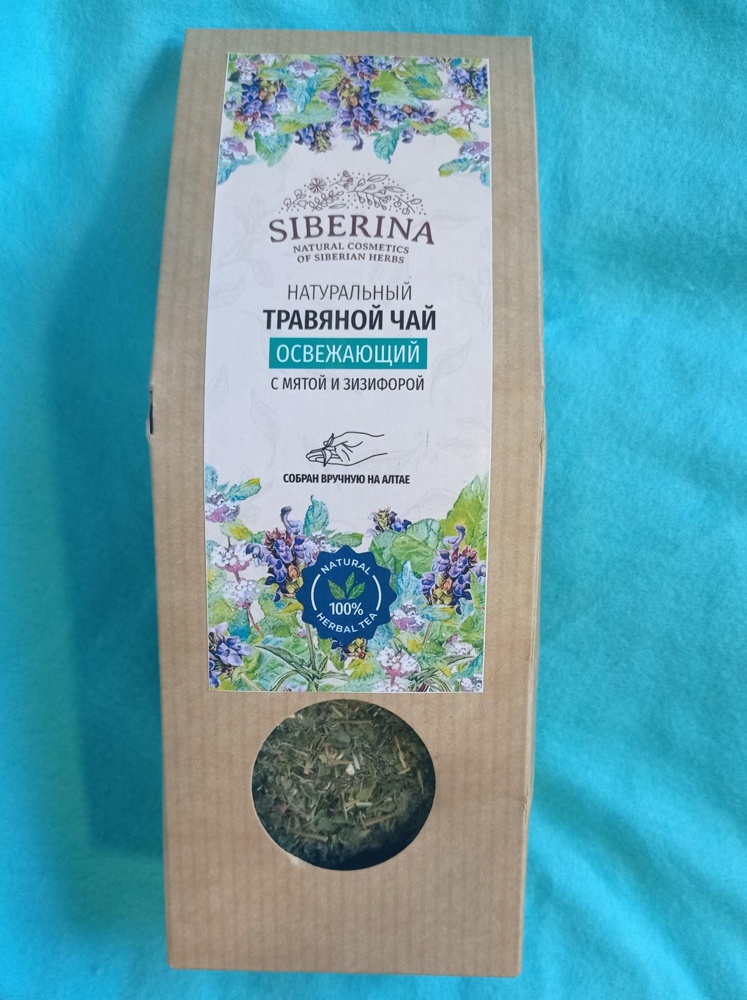 SIBERINA
NATURAL COSMETICS
OF SIBERIAN HERBS
НАТУРАЛЬНЫЙ
ТРАВЯНОЙ ЧАЙ
ОСВЕЖАЮЩИЙ
С МЯТОЙ И ЗИЗИФОРОЙ
СОБРАН ВРУЧНУЮ НА АЛТАЕ
NATURAL
100%
HERBAL TEA